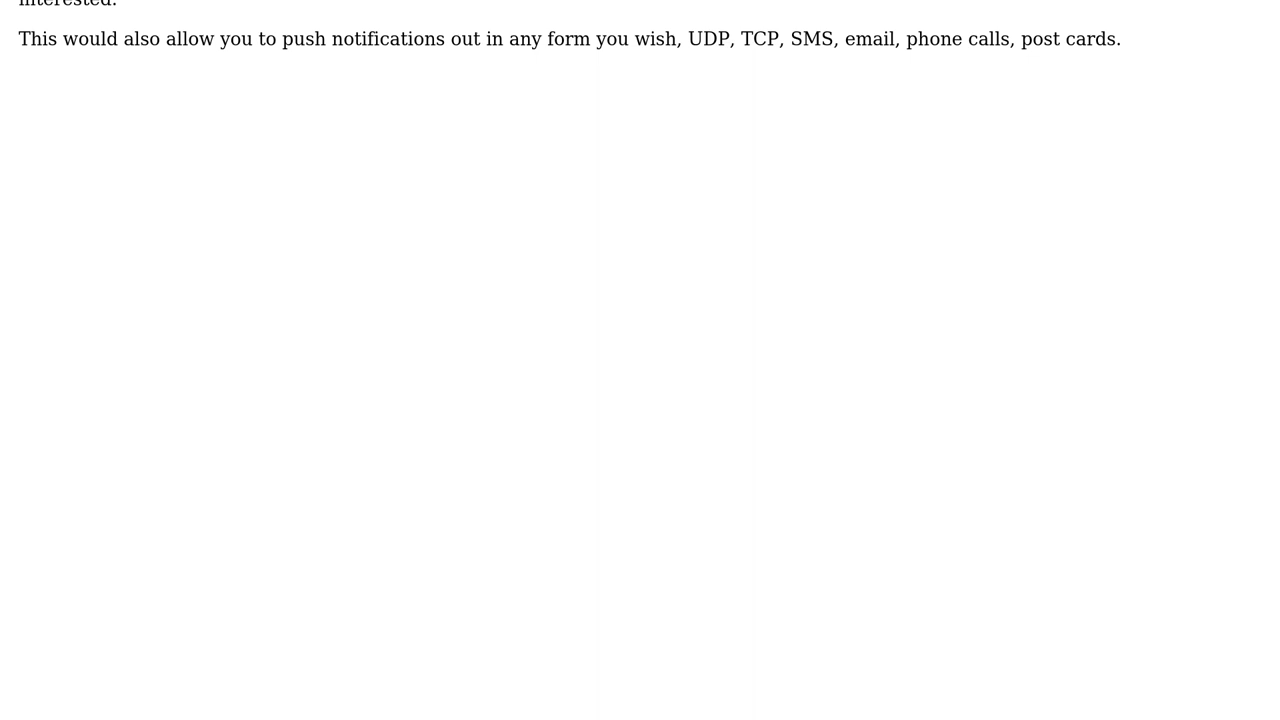 interested.
This would also allow you to push notifications out in any form you wish, UDP, TCP, SMS, email, phone calls, post cards.